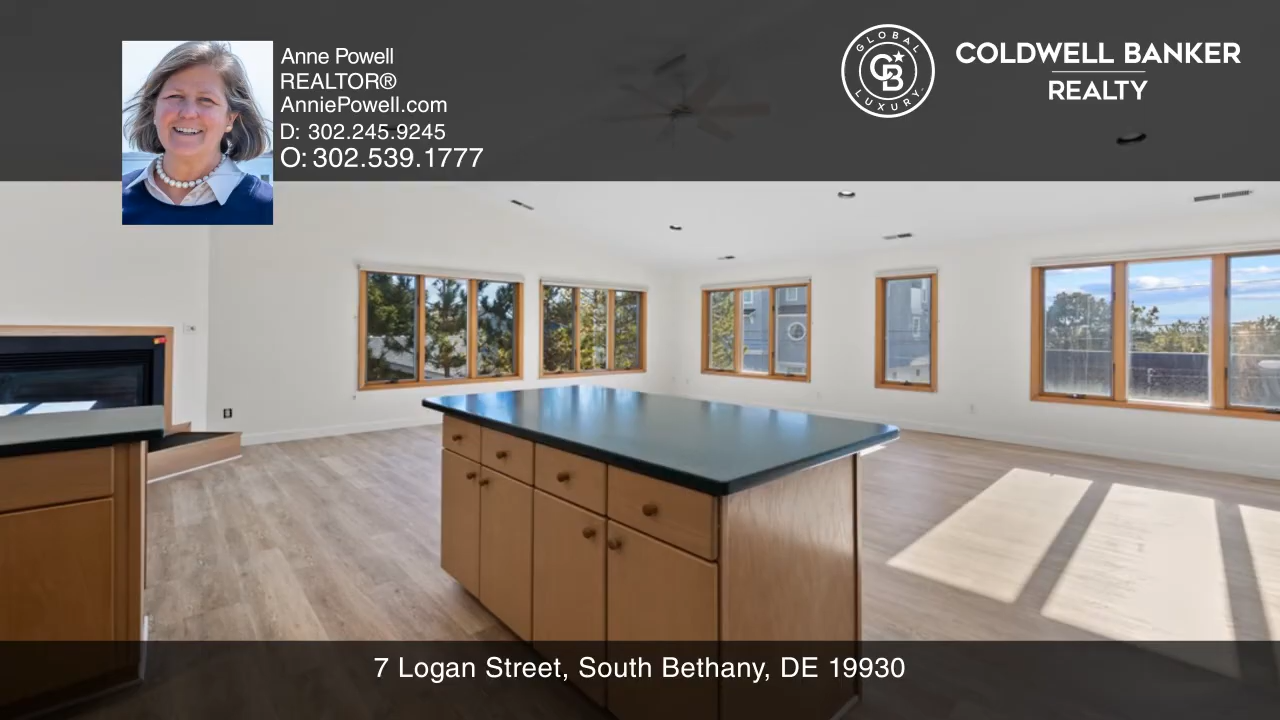 Anne Powell
REALTOR®
AnniePowell.com
D: 302.245.9245
O: 302.539.1777
GLOBAL
CB
LUXURY
COLDWELL BANKER
REALTY
7 Logan Street, South Bethany, DE 19930